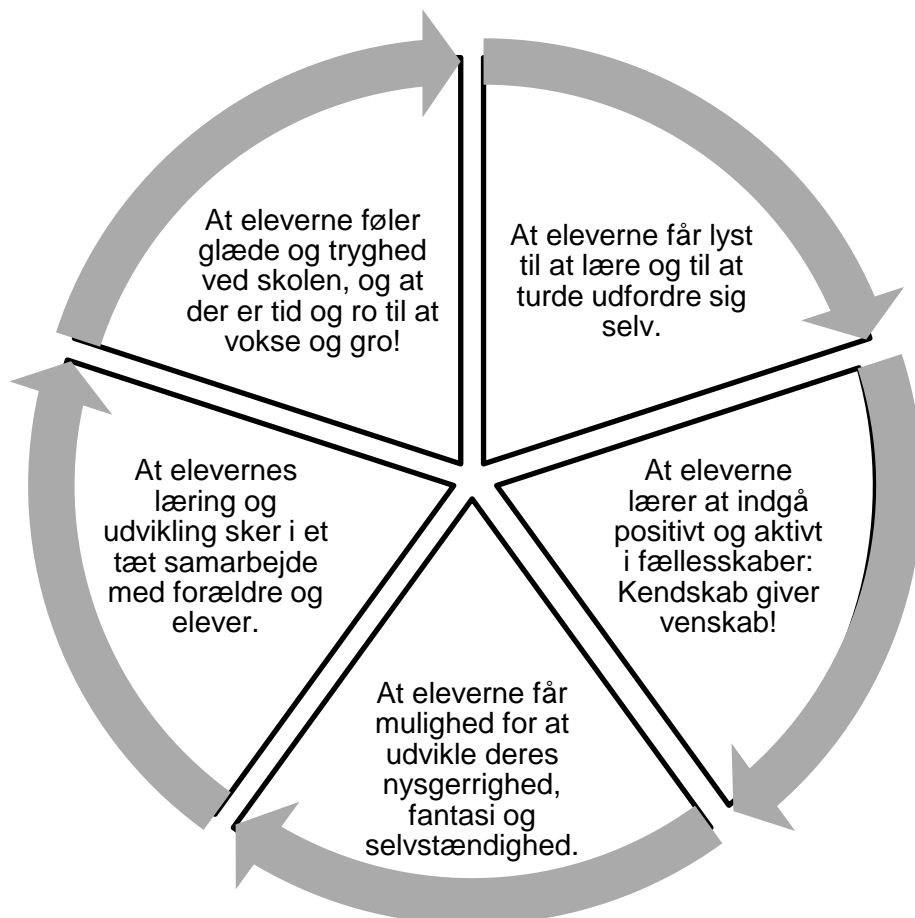 At eleverne føler
glæde og tryghed
ved skolen, og at
der er tid og ro til at
vokse og gro!
At eleverne får lyst
til at lære og til at
turde udfordre sig
selv.
At eleverne
lærer at indgå
positivt og aktivt
i fællesskaber:
Kendskab giver
venskab!
At eleverne får
mulighed for at
udvikle deres
nysgerrighed,
fantasi og
selvstændighed.
At elevernes
læring og
udvikling sker i et
tæt samarbejde
med forældre og
elever.